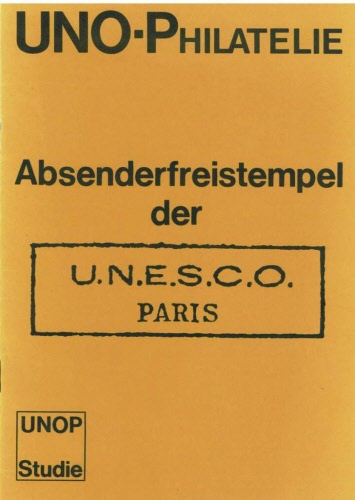 UNO-PHILATELIE
Absenderfreistempel
der
U.N.E.S.C.O.
PARIS
UNOP
Studie